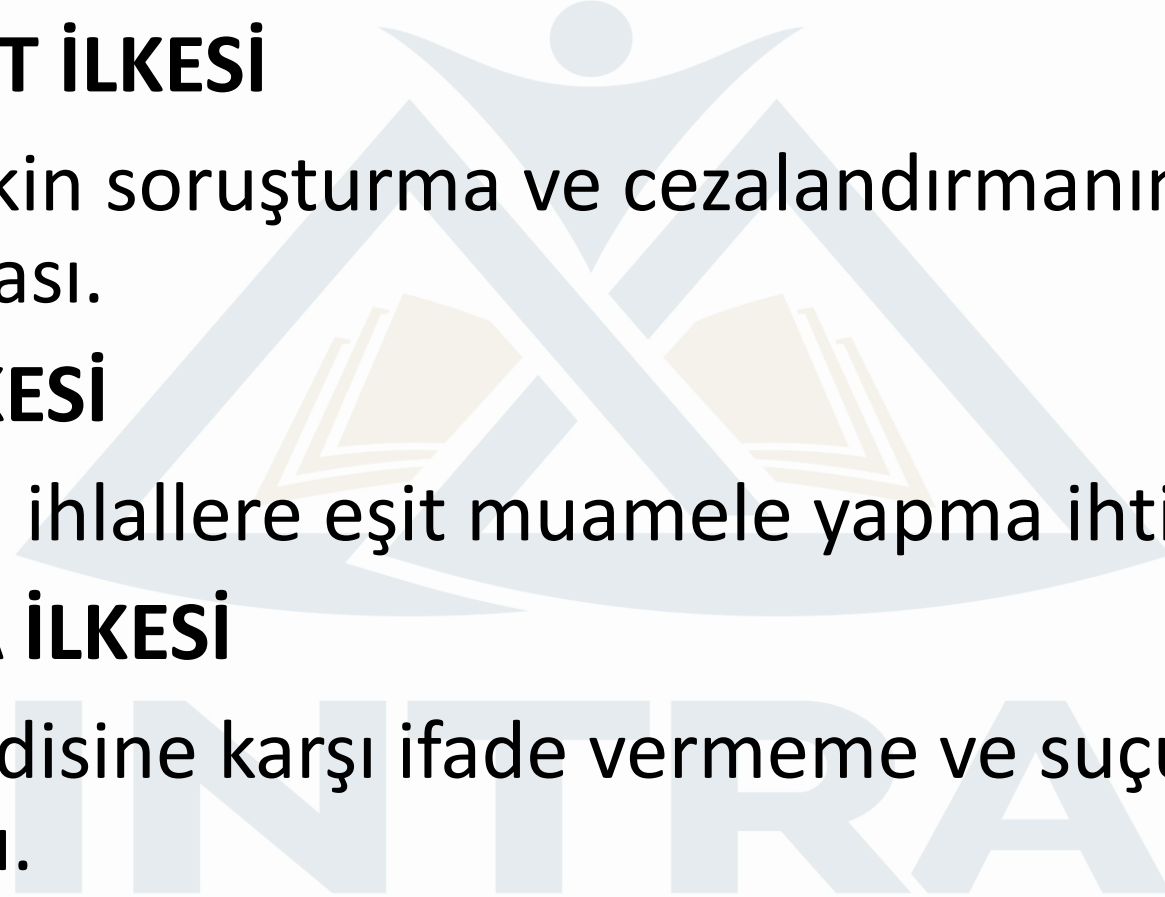 T İLKESİ
kin soruşturma ve cezalandırmanın
ası.
KESİ
ihlallere eşit muamele yapma ihti
A İLKESİ
disine karşı ifade vermeme ve suçu
ı.
INTRA